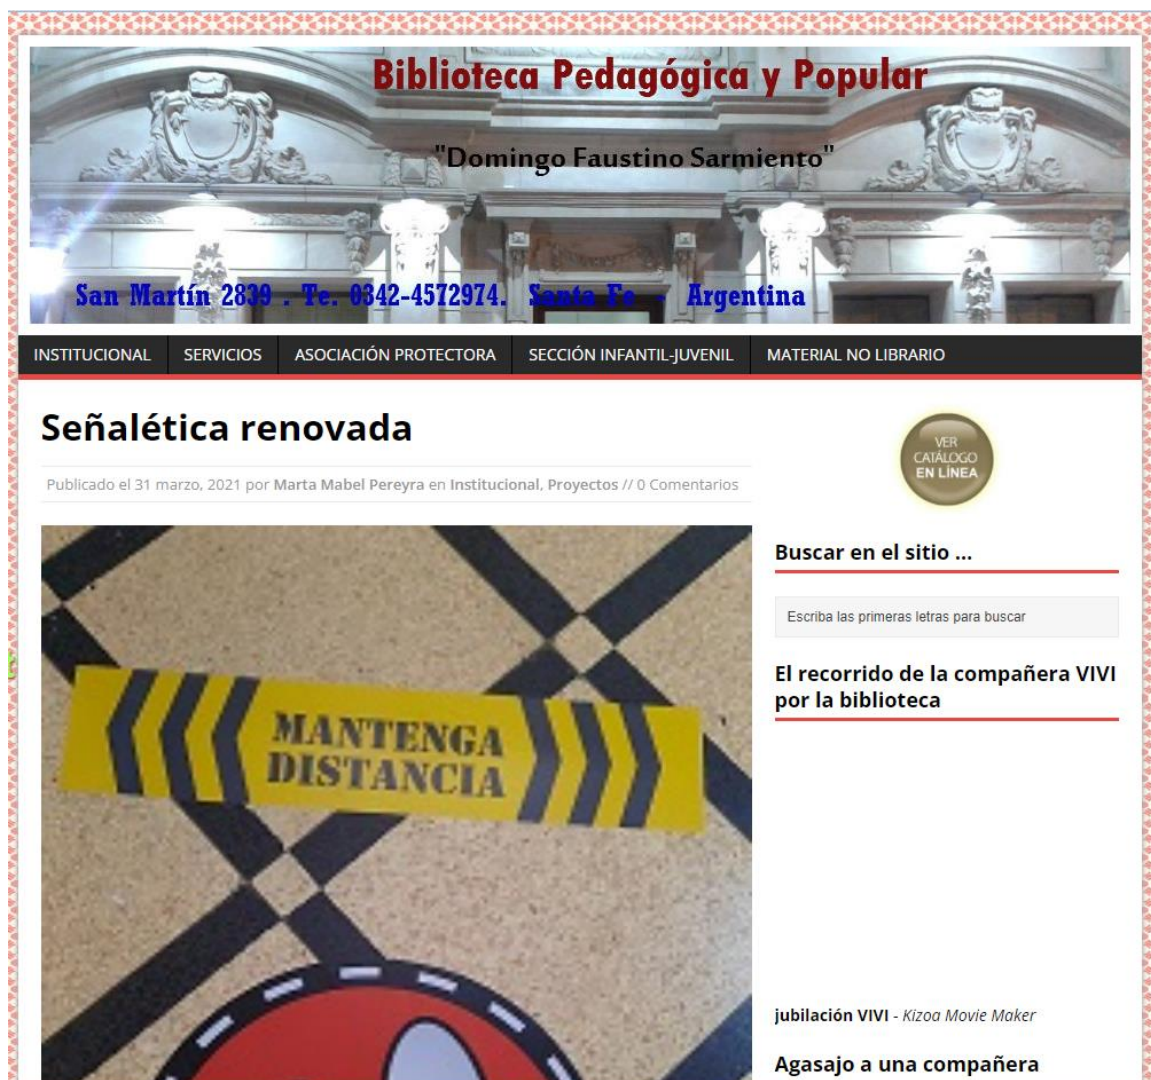 Biblioteca Pedagógica y Popular
"Domingo Faustino Sarmiento"
San Martín 2839 . Te. 0342-4572974. Santa Fe - Argentina
INSTITUCIONAL SERVICIOS ASOCIACIÓN PROTECTORA SECCIÓN INFANTIL-JUVENIL MATERIAL NO LIBRARIO
Señalética renovada
Publicado el 31 marzo, 2021 por Marta Mabel Pereyra en Institucional, Proyectos // 0 Comentarios
MANTENGA
DISTANCIA
VER
CATÁLOGO
EN LÍNEA
Buscar en el sitio ...
Escriba las primeras letras para buscar
El recorrido de la compañera VIVI
por la biblioteca
jubilación VIVI - Kizoa Movie Maker
Agasajo a una compañera